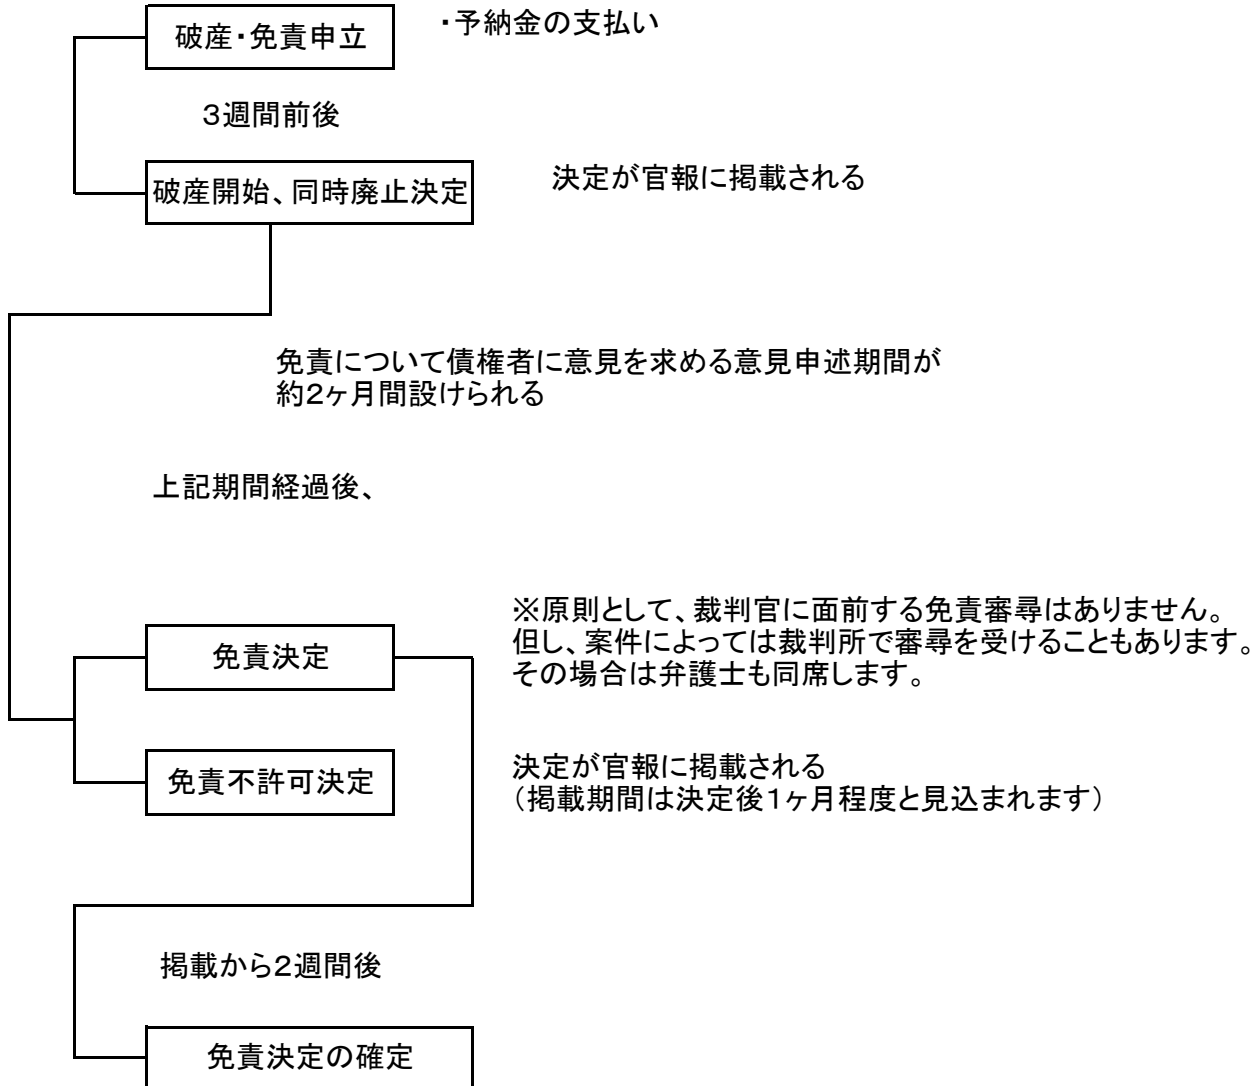 破産・免責申立
・予納金の支払い
３週間前後
破産開始、同時廃止決定
決定が官報に掲載される
免責について債権者に意見を求める意見申述期間が
約２ヶ月間設けられる
上記期間経過後、
※原則として、裁判官に面前する免責審尋はありません。
但し、案件によっては裁判所で審尋を受けることもあります。
その場合は弁護士も同席します。
免責決定
免責不許可決定
決定が官報に掲載される
（掲載期間は決定後１ヶ月程度と見込まれます）
掲載から２週間後
免責決定の確定